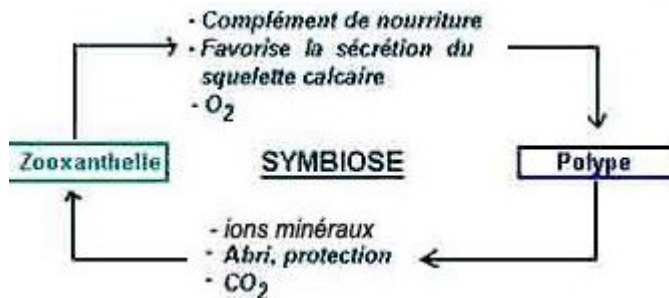 - Complément de nourriture
- Favorise la sécrétion du
squelette calcaire
- O₂
Zooxanthelle
SYMBIOSE
Polype
- ions minéraux
- Abri, protection
- CO₂